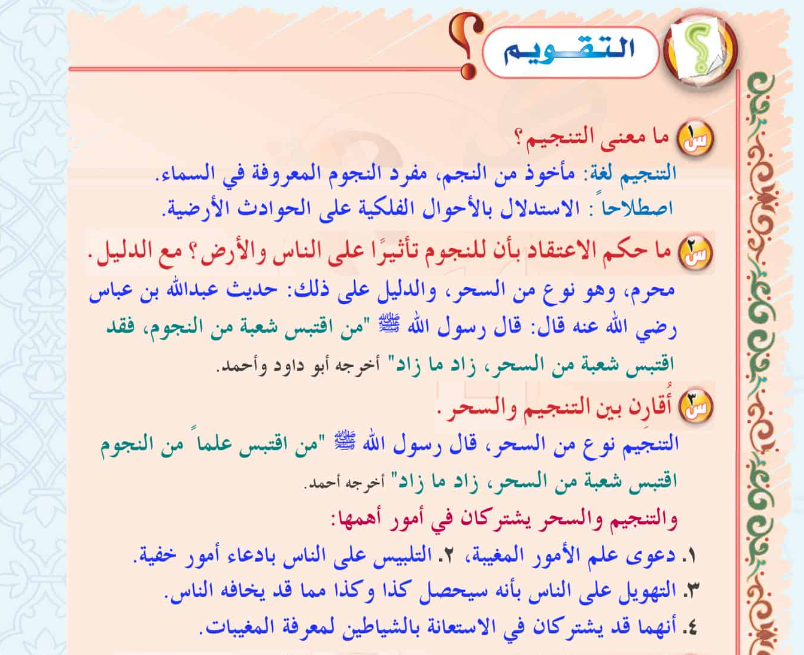 التقويم
س١ ما معنى التنجيم؟
التنجيم لغة: مأخوذ من النجم، مفرد النجوم المعروفة في السماء.
اصطلاحاً: الاستدلال بالأحوال الفلكية على الحوادث الأرضية.
س٢ ما حكم الاعتقاد بأن للنجوم تأثيرًا على الناس والأرض؟ مع الدليل.
محرم، وهو نوع من السحر، والدليل على ذلك: حديث عبدالله بن عباس
رضي الله عنه قال: قال رسول الله ﷺ "من اقتبس شعبة من النجوم، فقد
اقتبس شعبة من السحر، زاد ما زاد" أخرجه أبو داود وأحمد.
س٣ أُقارِن بين التنجيم والسحر.
التنجيم نوع من السحر، قال رسول الله ﷺ "من اقتبس علماً من النجوم
اقتبس شعبة من السحر، زاد ما زاد" أخرجه أحمد.
والتنجيم والسحر يشتركان في أمور أهمها:
١. دعوى علم الأمور المغيبة، ٢. التلبيس على الناس بادعاء أمور خفية.
٣. التهويل على الناس بأنه سيحصل كذا وكذا مما قد يخافه الناس.
٤. أنهما قد يشتركان في الاستعانة بالشياطين لمعرفة المغيبات.